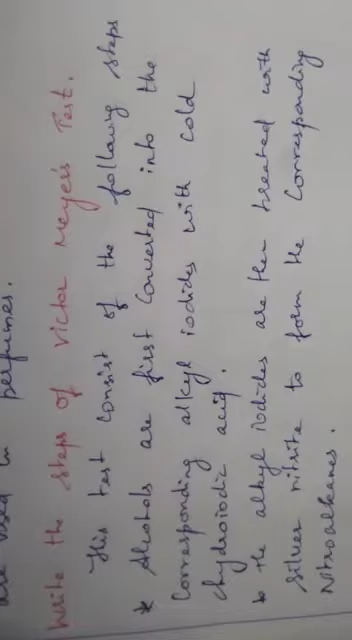 are used in perfumes.
Write the steps of Victor Meyer's Test.
This test consist of the following steps
* Alcohols are first converted into the
Corresponding alkyl iodides with cold
chydroiodic acid.
the alkyl iodides are then treated with
silver nitrite to form the Corresponding
Nitroalkanes.